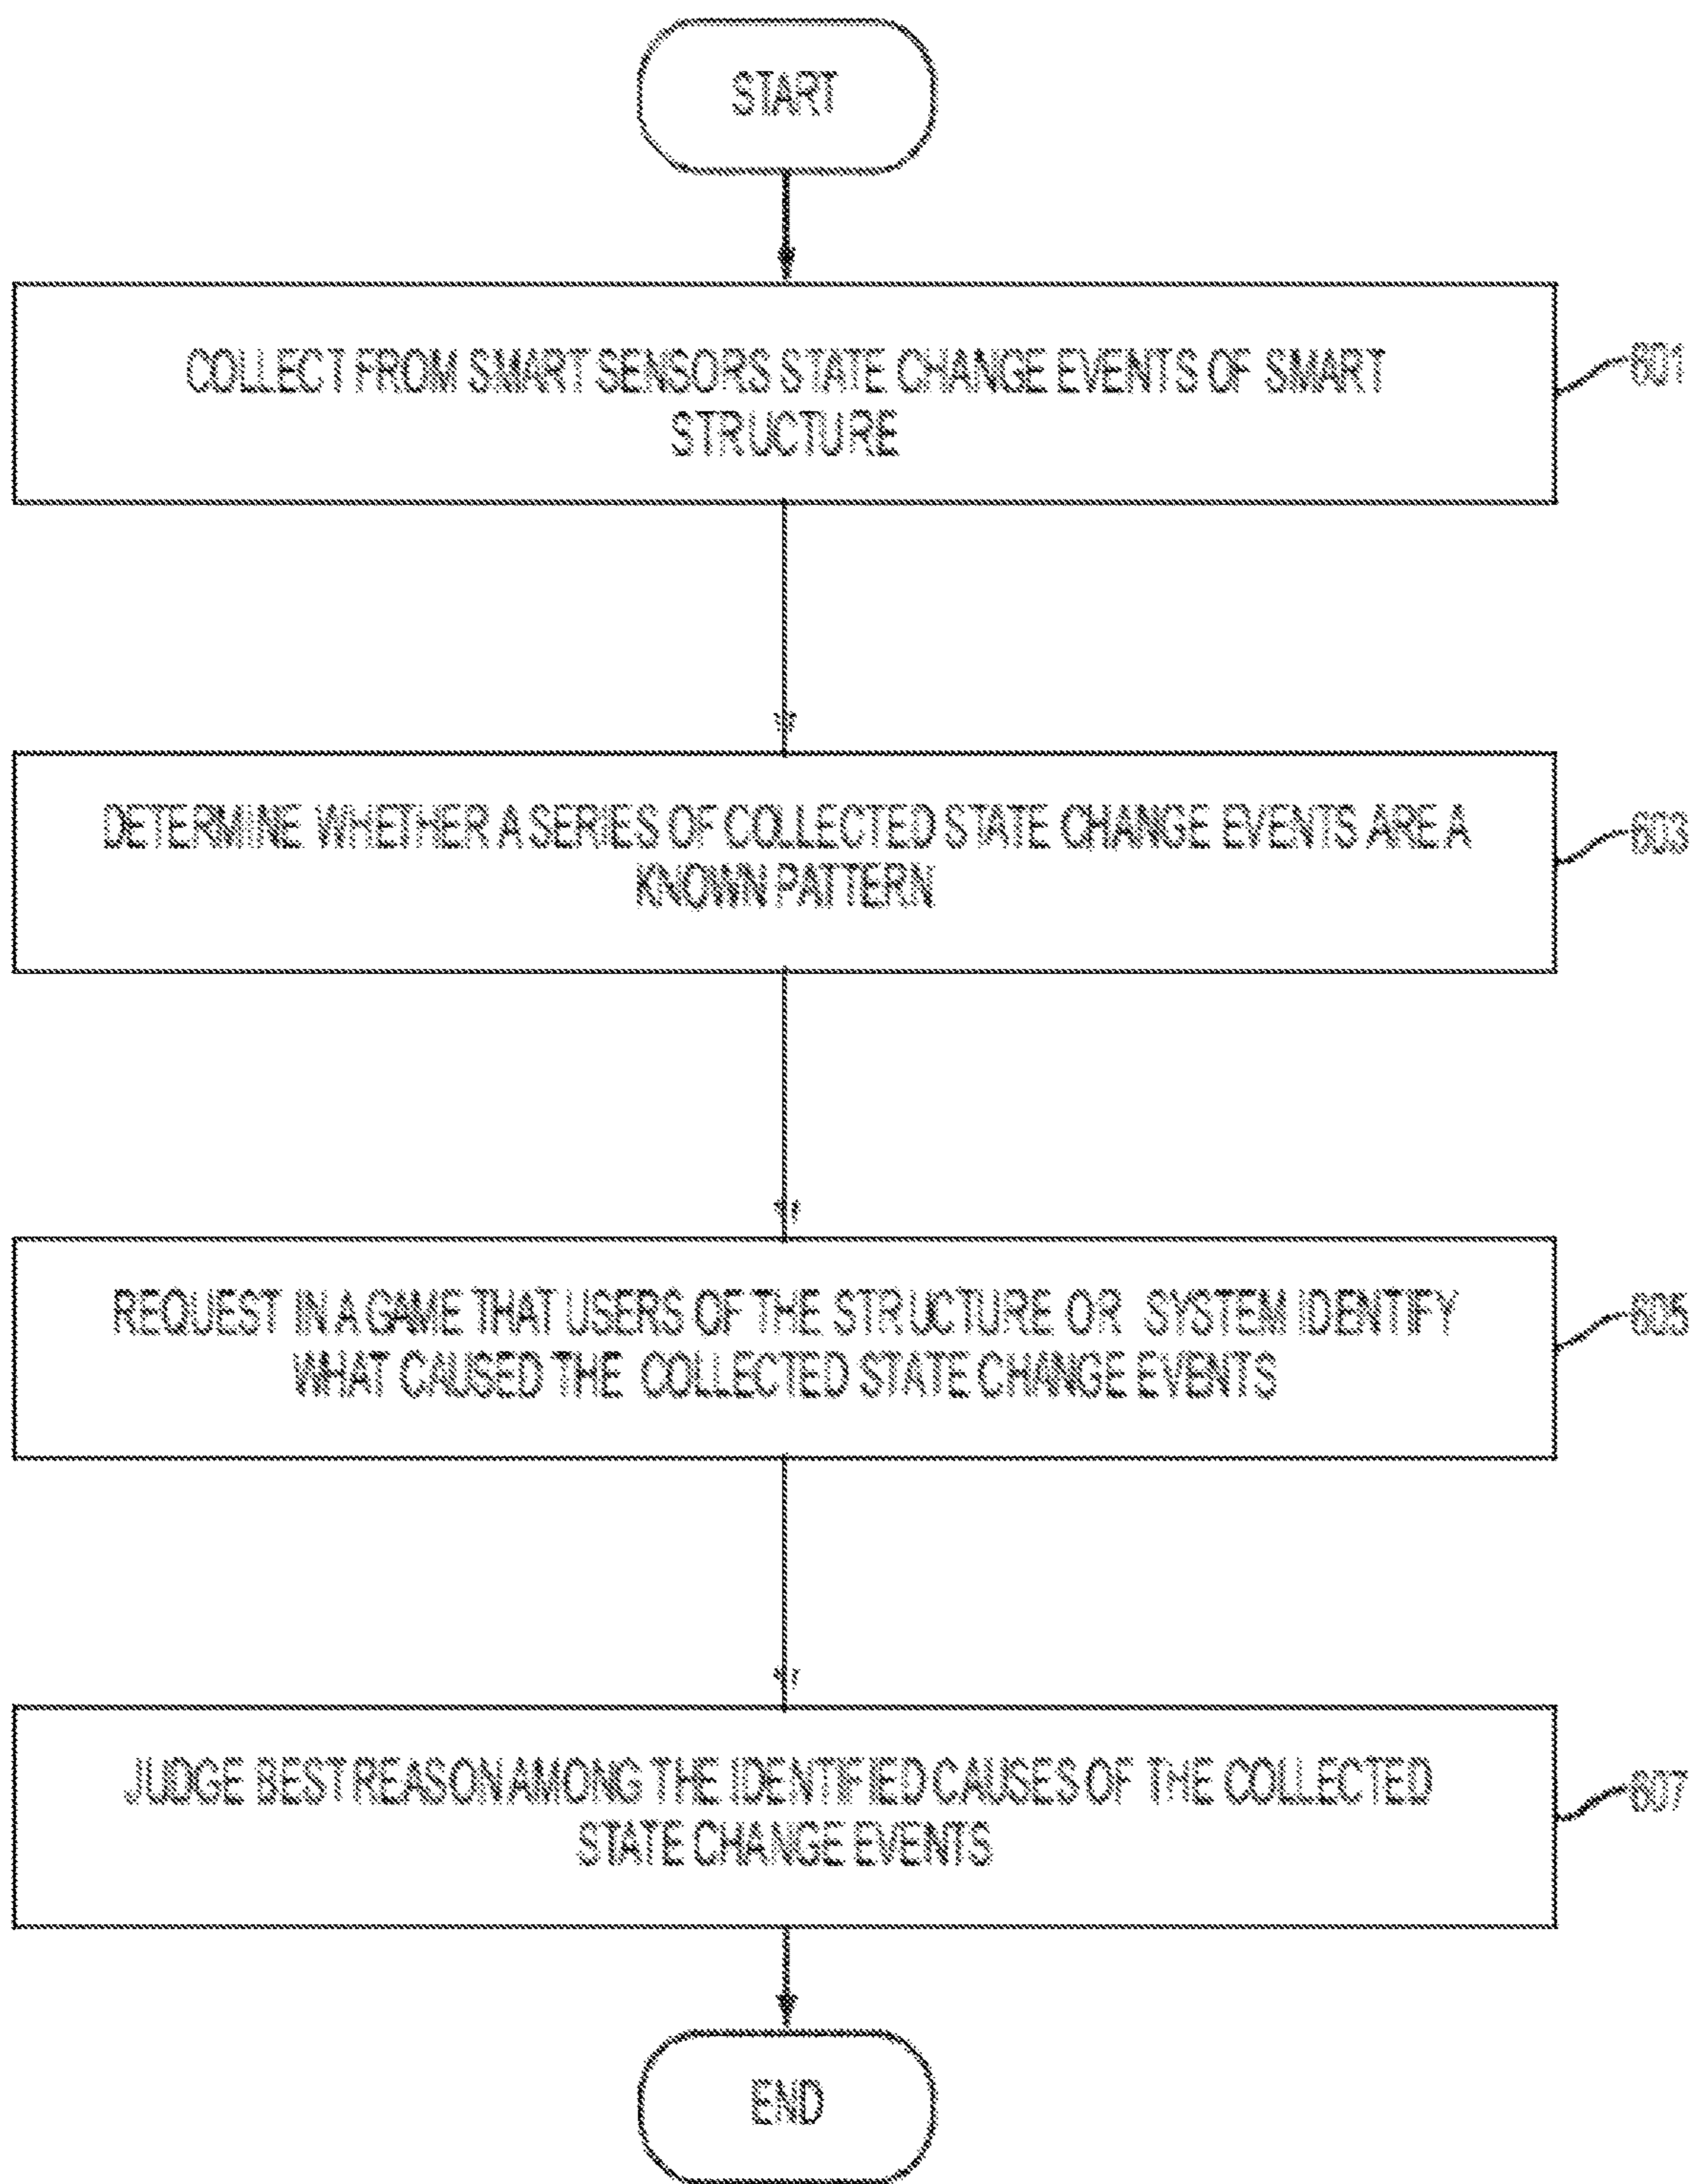 START
COLLECT FROM SMART SENSORS STATE CHANGE EVENTS OF SMART
STRUCTURE
601
DETERMINE WHETHER A SERIES OF COLLECTED STATE CHANGE EVENTS ARE A
KNOWN PATTERN
603
REQUEST IN A GAME THAT USERS OF THE STRUCTURE OR SYSTEM IDENTIFY
WHAT CAUSED THE COLLECTED STATE CHANGE EVENTS
605
JUDGE BEST REASON AMONG THE IDENTIFIED CAUSES OF THE COLLECTED
STATE CHANGE EVENTS
607
END